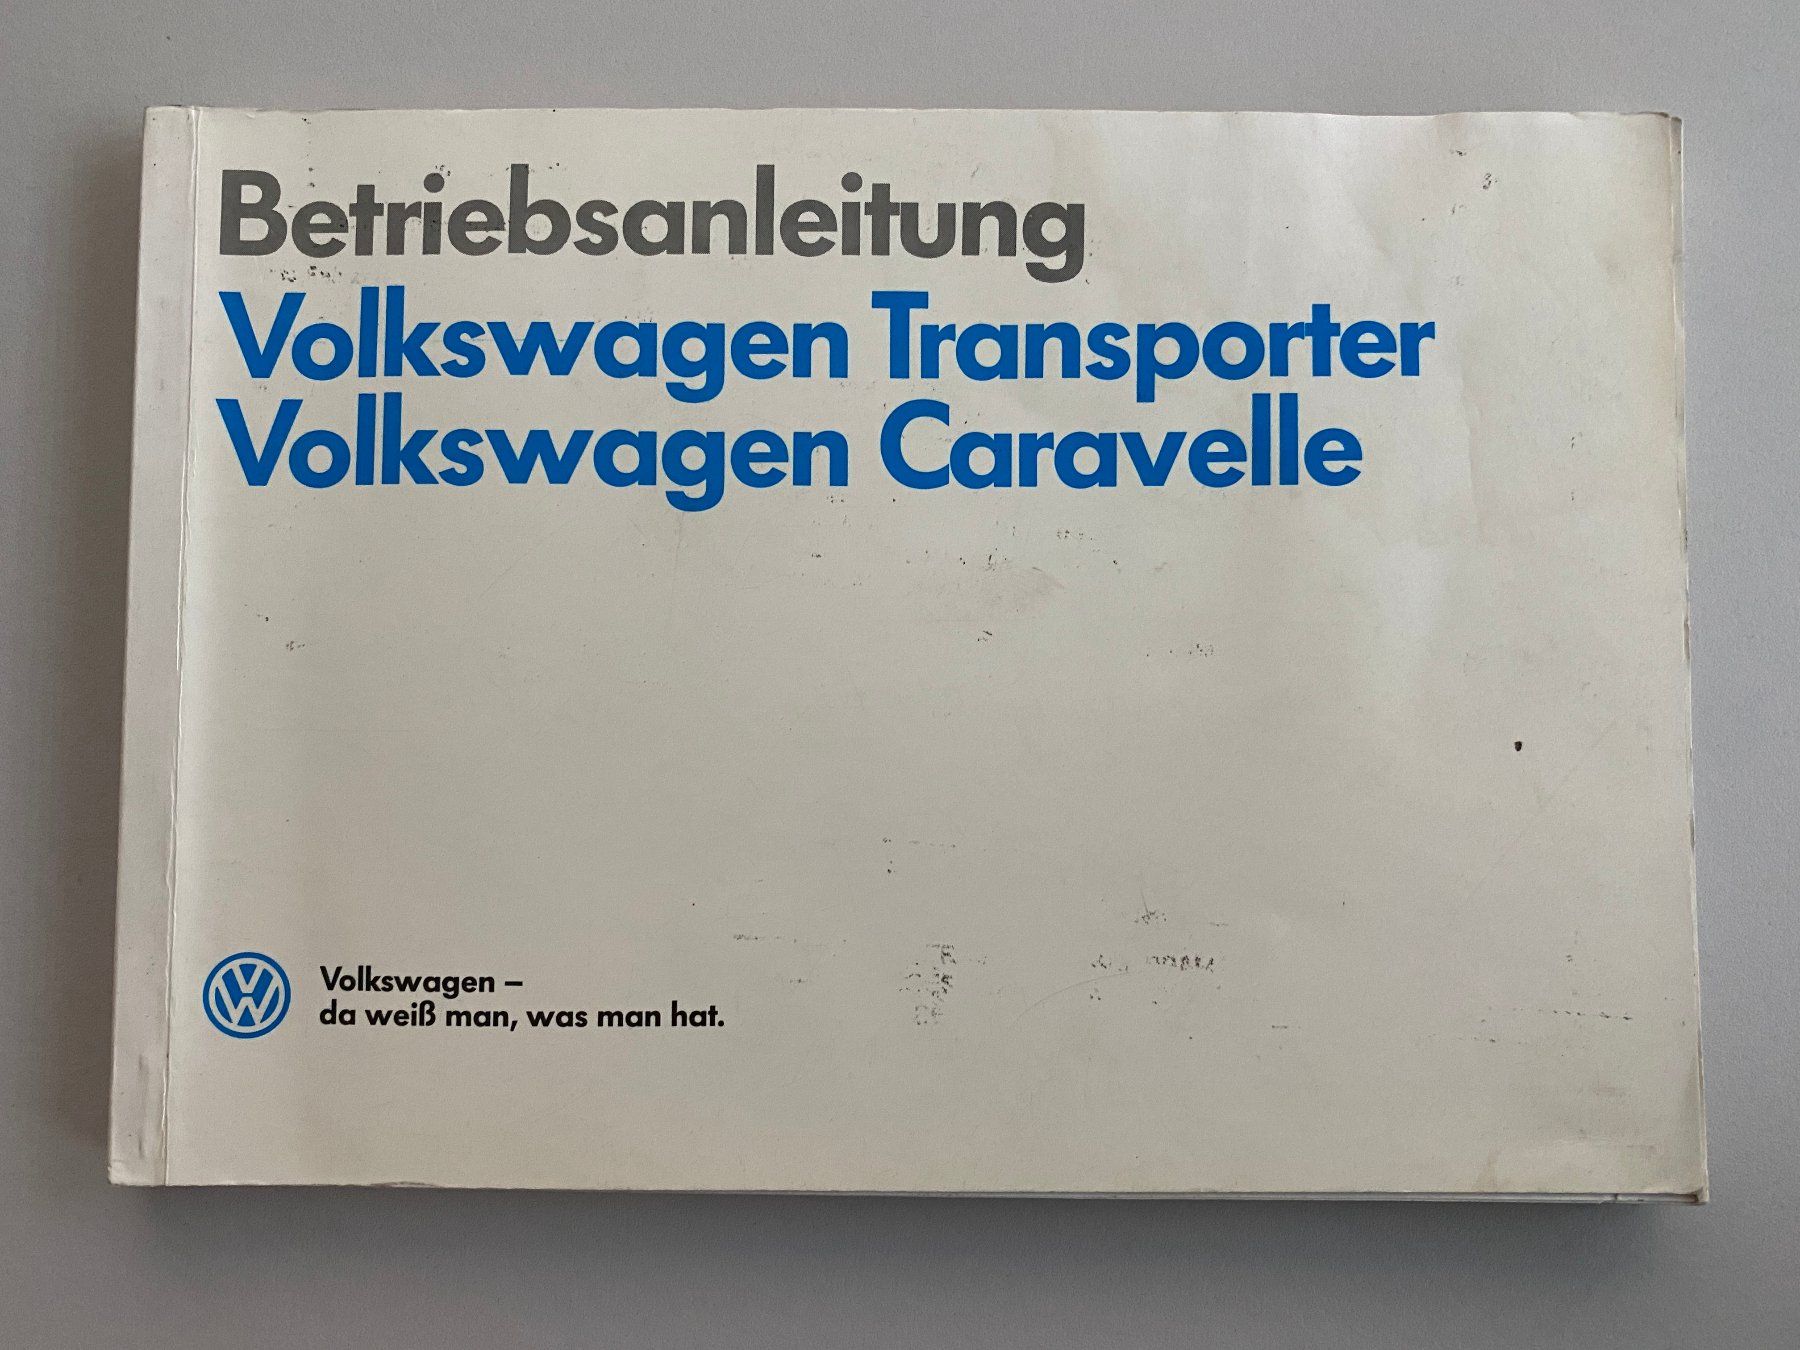 Betriebsanleitung
Volkswagen Transporter
Volkswagen Caravelle
Volkswagen –
da weiß man, was man hat.